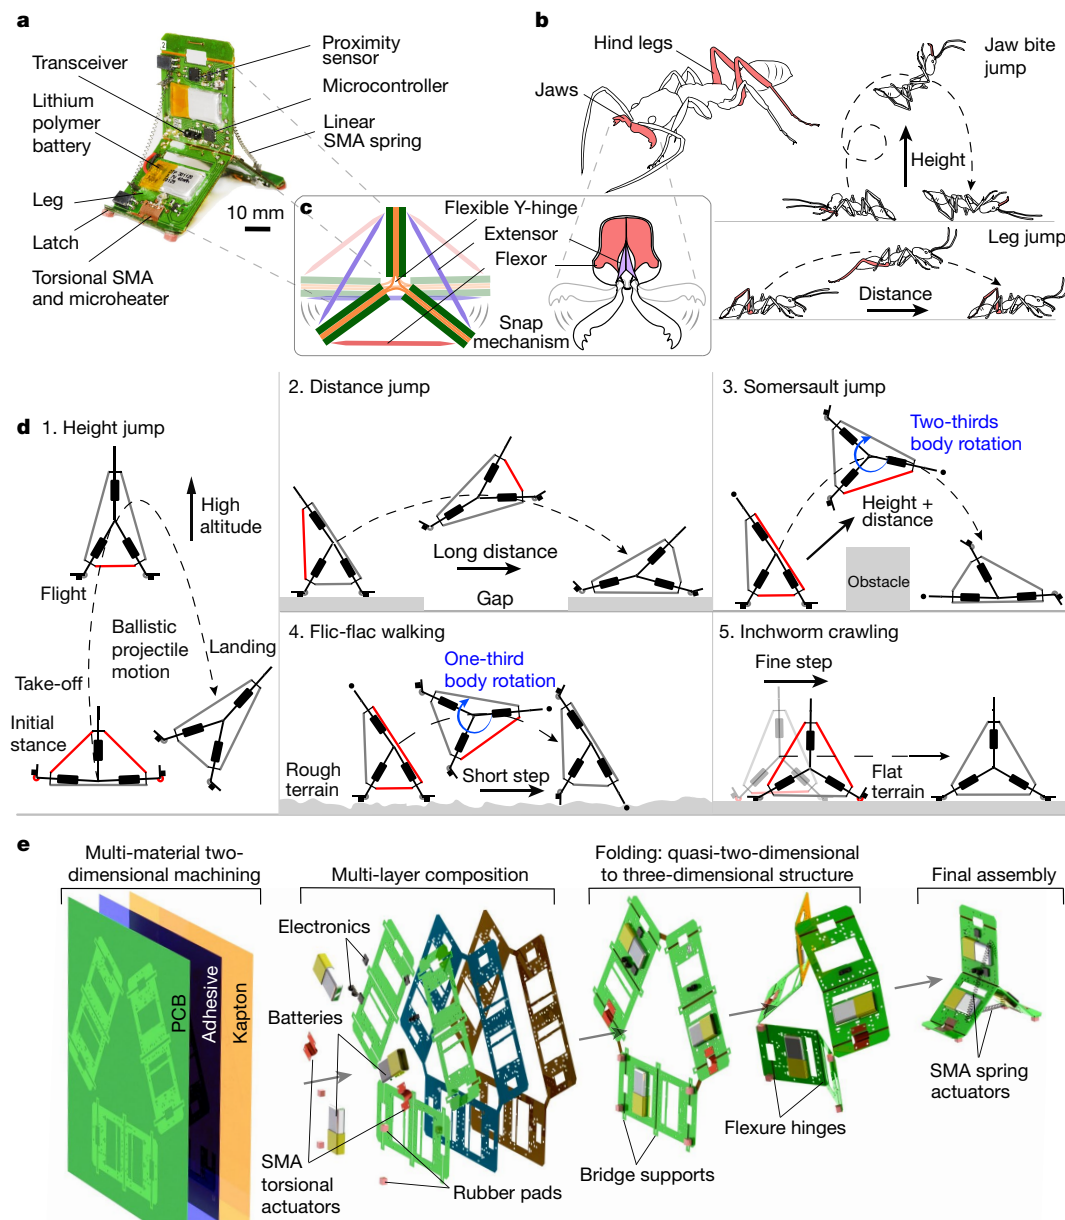 a
Transceiver
Lithium
polymer
battery
Leg
Latch
Torsional SMA
and microheater
Proximity
sensor
Microcontroller
Linear
SMA spring
10 mm
b
Hind legs
Jaws
Jaw bite
jump
Height
Leg jump
Distance
c
Flexible Y-hinge
Extensor
Flexor
Snap
mechanism
d
1. Height jump
High
altitude
Flight
Ballistic
projectile
motion
Landing
Take-off
Initial
stance
2. Distance jump
Long distance
Gap
3. Somersault jump
Two-thirds
body rotation
Height +
distance
Obstacle
4. Flic-flac walking
One-third
body rotation
Rough
terrain
Short step
5. Inchworm crawling
Fine step
Flat
terrain
e
Multi-material two-
dimensional machining
PCB
Adhesive
Kapton
Multi-layer composition
Electronics
Batteries
SMA
torsional
actuators
Rubber pads
Folding: quasi-two-dimensional
to three-dimensional structure
Bridge supports
Flexure hinges
Final assembly
SMA spring
actuators